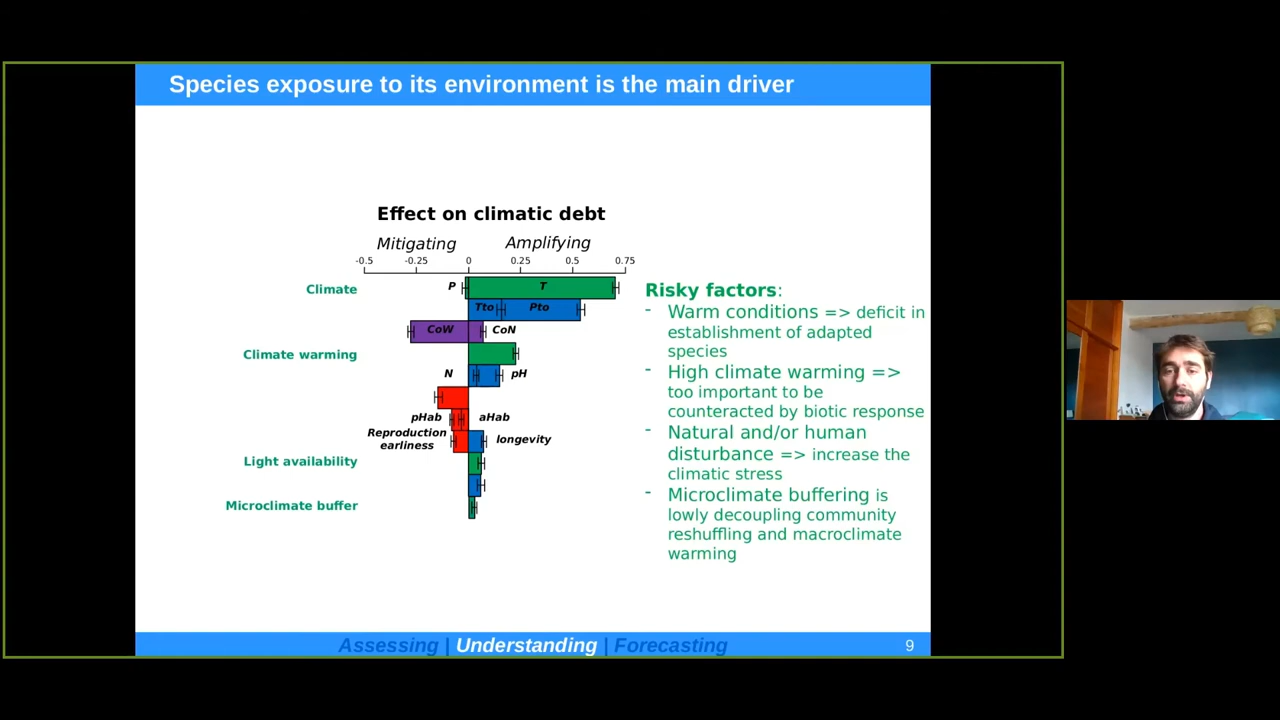 Species exposure to its environment is the main driver
Effect on climatic debt
Mitigating Amplifying
-0.5 -0.25 0 0.25 0.5 0.75
Climate P T
Tto Pto
CoW CoN
Climate warming
N pH
pHab aHab
Reproduction
earliness longevity
Light availability
Microclimate buffer
Risky factors:
- Warm conditions => deficit in
establishment of adapted
species
- High climate warming =>
too important to be
counteracted by biotic response
- Natural and/or human
disturbance => increase the
climatic stress
- Microclimate buffering is
lowly decoupling community
reshuffling and macroclimate
warming
Assessing | Understanding | Forecasting
9